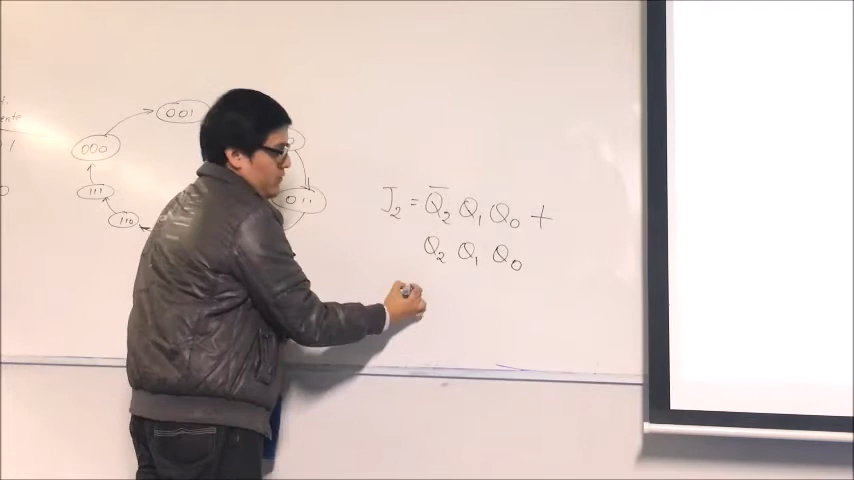 001
000
111
011
110
J₂ = Q̅₂ Q₁ Q₀ +
Q₂ Q₁ Q₀